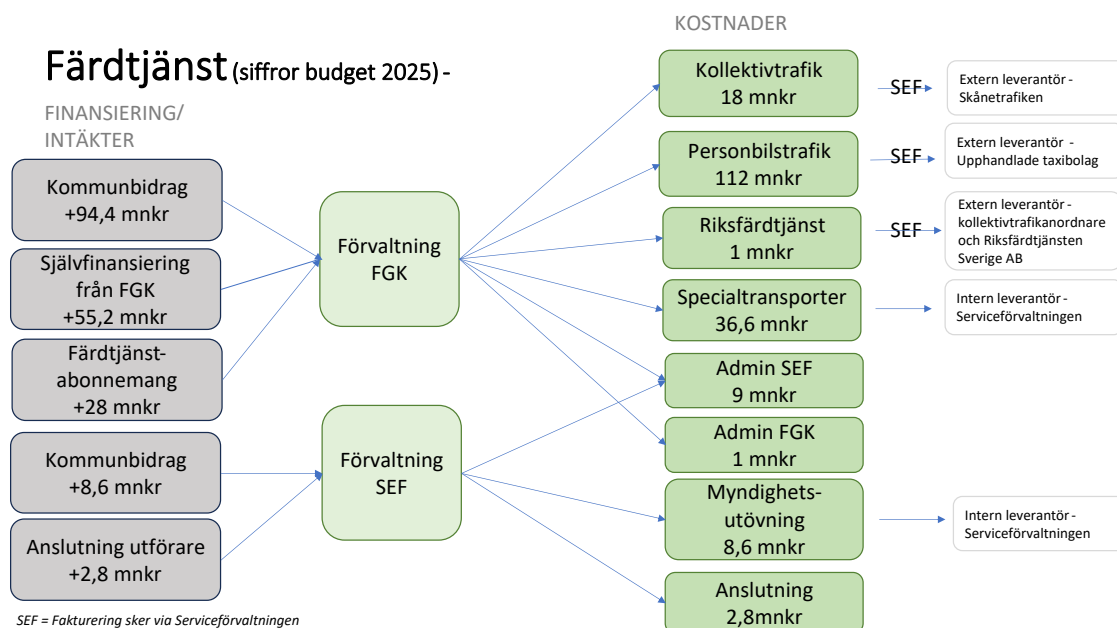 Färdtjänst (siffror budget 2025) -
FINANSIERING/
INTÄKTER
Kommunbidrag
+94,4 mnkr
Självfinansiering
från FGK
+55,2 mnkr
Färdtjänst-
abonnemang
+28 mnkr
Kommunbidrag
+8,6 mnkr
Anslutning utförare
+2,8 mnkr
SEF = Fakturering sker via Serviceförvaltningen
Förvaltning
FGK
Förvaltning
SEF
KOSTNADER
Kollektivtrafik
18 mnkr
SEF
Extern leverantör -
Skånetrafiken
Personbilstrafik
112 mnkr
SEF
Extern leverantör -
Upphandlade taxibolag
Riksfärdtjänst
1 mnkr
SEF
Extern leverantör -
kollektivtrafikanordnare
och Riksfärdtjänsten
Sverige AB
Specialtransporter
36,6 mnkr
Intern leverantör -
Serviceförvaltningen
Admin SEF
9 mnkr
Admin FGK
1 mnkr
Myndighets-
utövning
8,6 mnkr
Intern leverantör -
Serviceförvaltningen
Anslutning
2,8mnkr